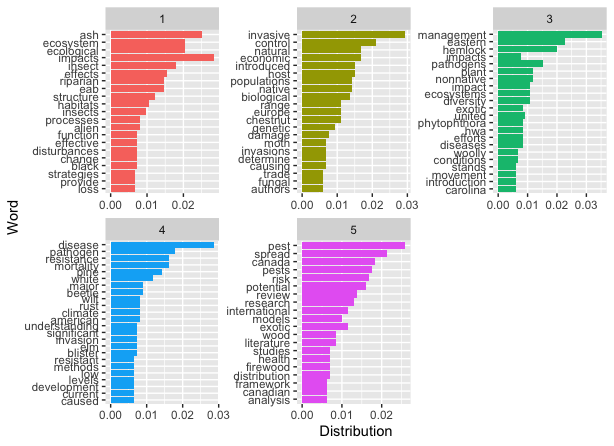 1
ash
ecosystem
ecological
impacts
insect
effects
riparian
eab
structure
habitats
insects
processes
alien
function
effective
disturbances
change
black
strategies
provide
loss
0.00 0.01 0.02
2
invasive
control
natural
economic
introduced
host
populations
native
biological
range
europe
chestnut
genetic
damage
moth
invasions
determine
causing
trade
fungal
authors
0.00 0.01 0.02 0.03
3
management
eastern
hemlock
impacts
pathogens
plant
nonnative
impact
ecosystems
diversity
exotic
united
phytophthora
hwa
efforts
diseases
woolly
conditions
stands
movement
introduction
carolina
0.00 0.01 0.02 0.03
Word
4
disease
pathogen
resistance
mortality
pine
white
major
beetle
wilt
rust
climate
american
understanding
significant
invasion
elm
blister
resistant
methods
low
levels
development
current
caused
0.00 0.01 0.02 0.03
5
pest
spread
canada
pests
risk
potential
review
research
international
models
exotic
wood
literature
studies
health
firewood
distribution
framework
canadian
analysis
0.00 0.01 0.02
Distribution